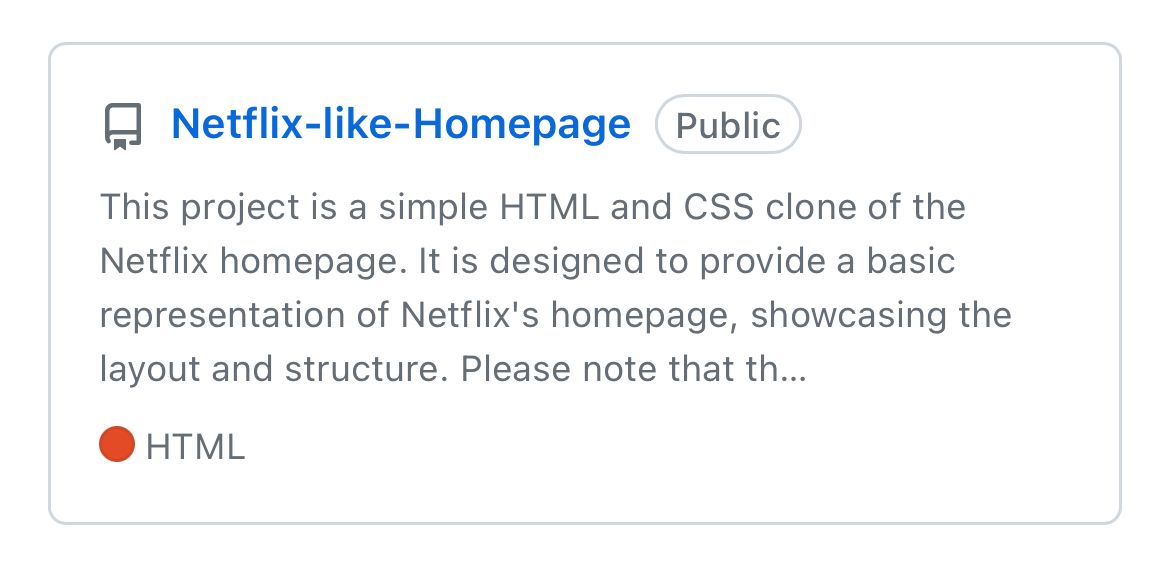 Netflix-like-Homepage Public
This project is a simple HTML and CSS clone of the
Netflix homepage. It is designed to provide a basic
representation of Netflix's homepage, showcasing the
layout and structure. Please note that th...
HTML